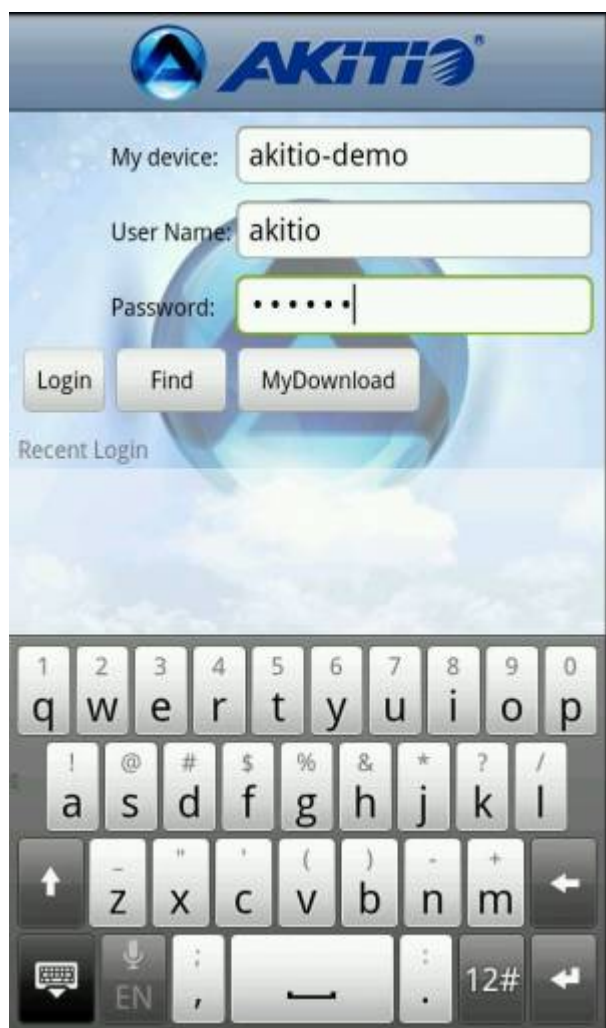 AKiTiO®
My device: akitio-demo
User Name: akitio
Password: ••••••
Login Find MyDownload
Recent Login
1 2 3 4 5 6 7 8 9 0
q w e r t y u i o p
! @ # $ % & * ? /
a s d f g h j k l
_ " ' ( ) - +
z x c v b n m
; :
EN , . 12#